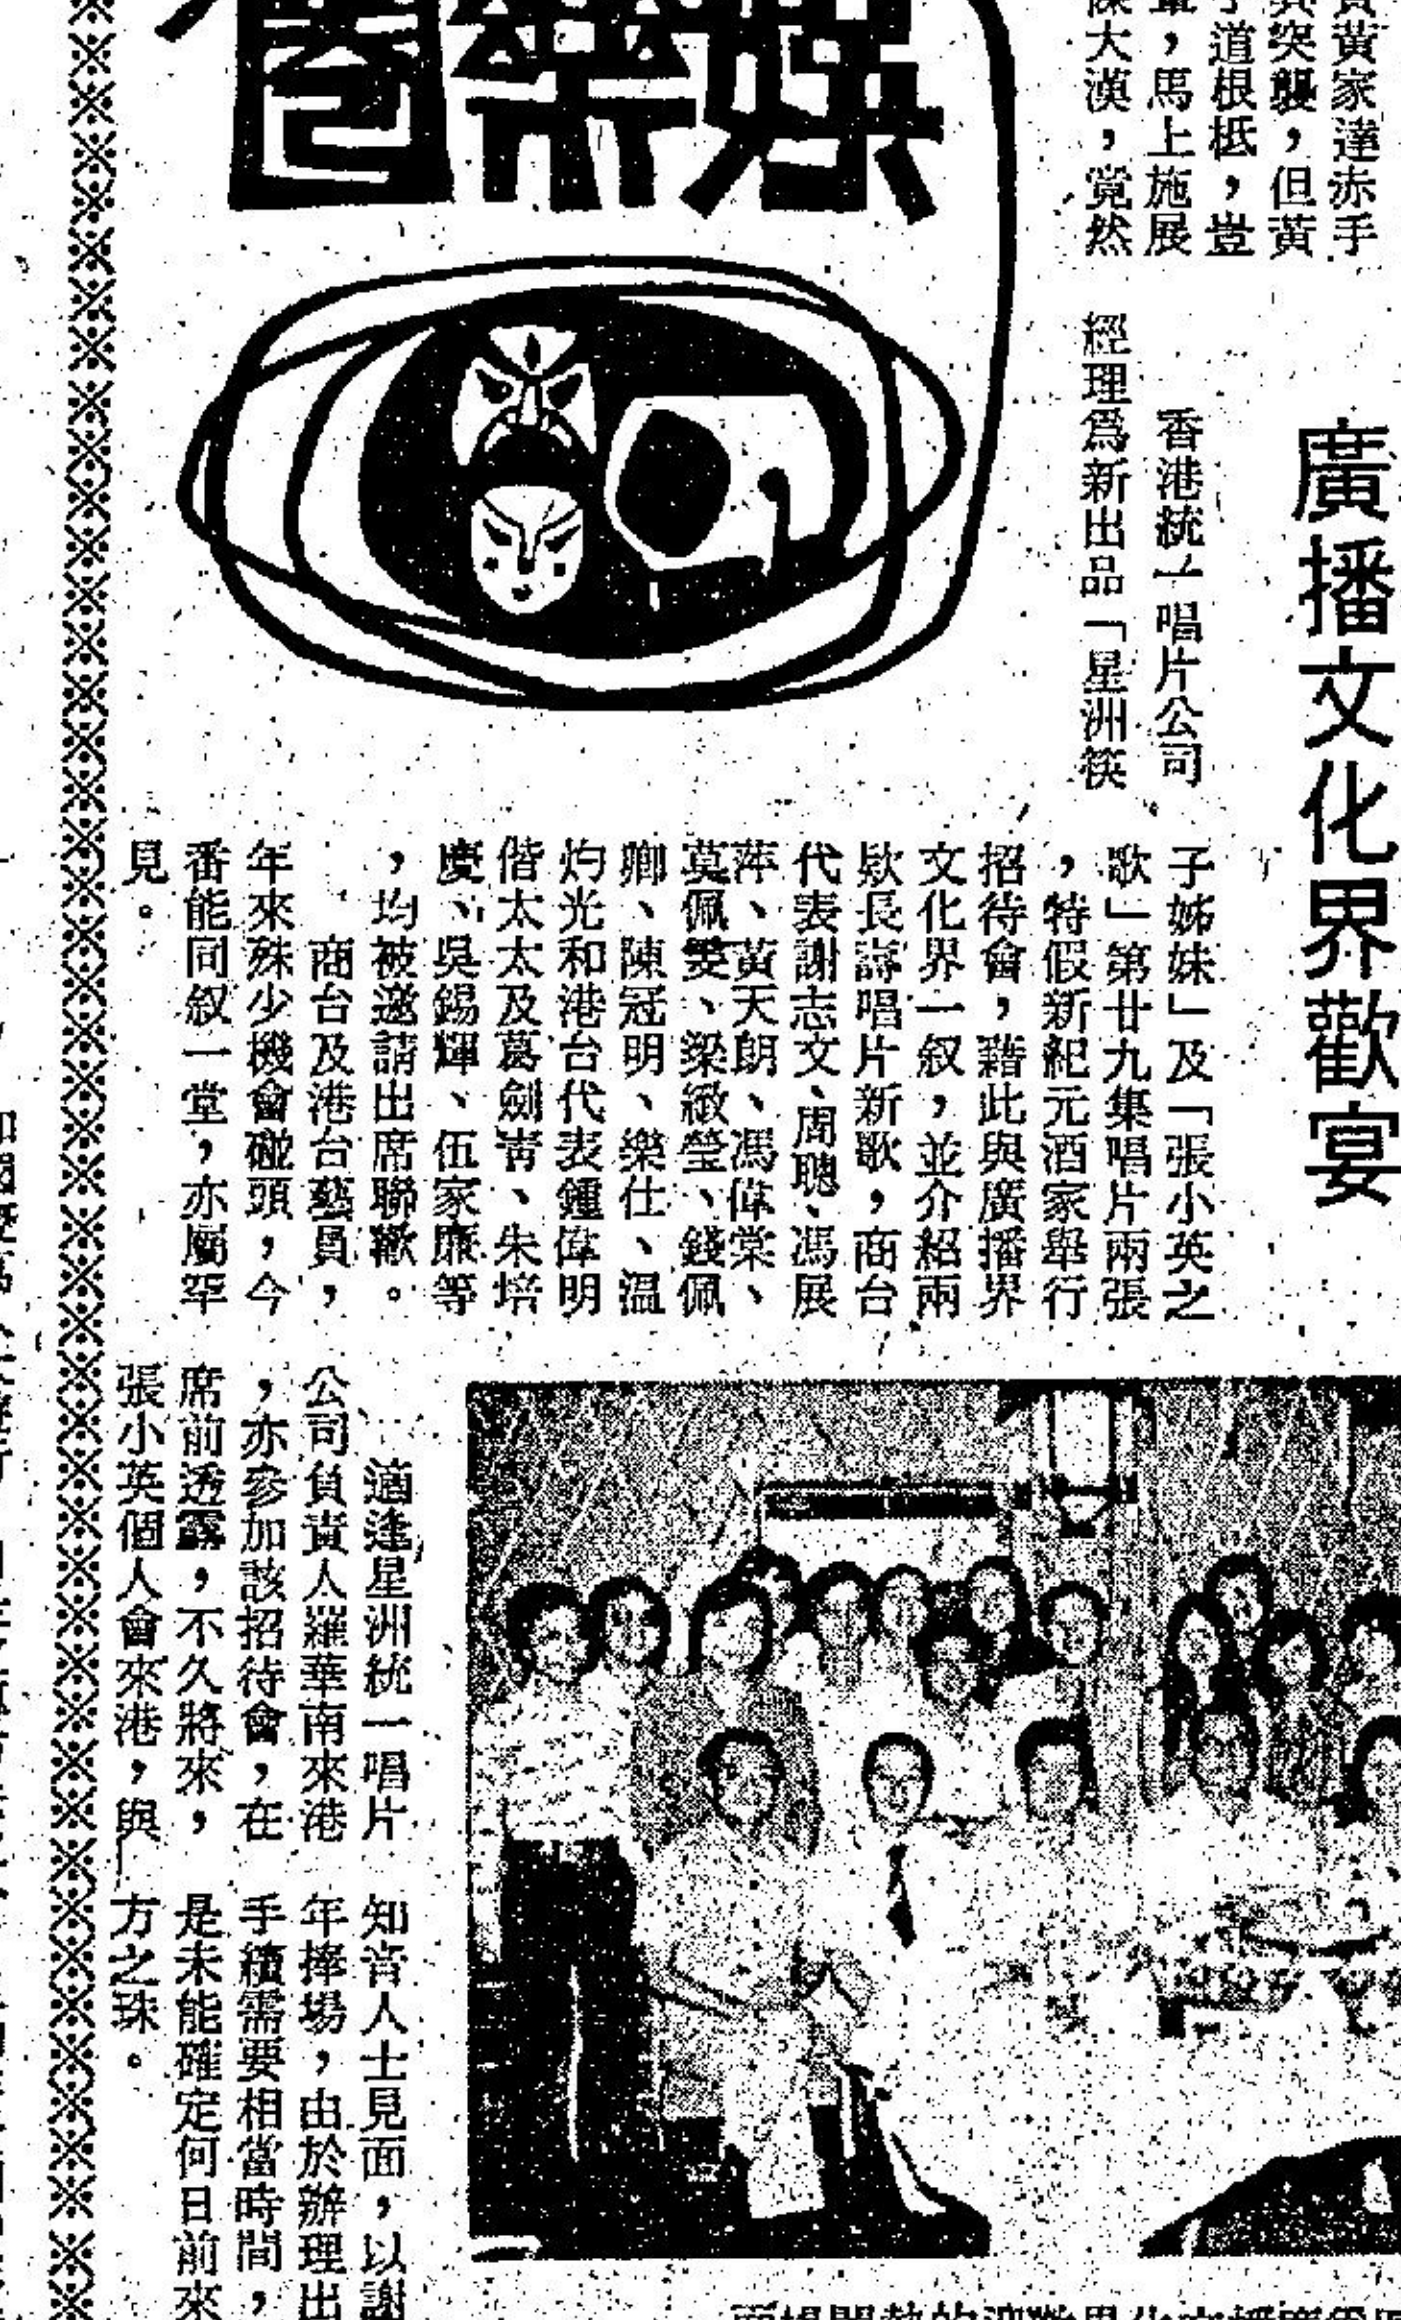 娛樂圈
黃家達赤手
突襲，但黃
道根柢，豈
，馬上施展
大漢，竟然
廣播文化界歡宴
香港統一唱片公司
經理爲新出品「星洲筷
子姊妹」及「張小英之
歌」第廿九集唱片兩張
，特假新紀元酒家舉行
招待會，藉此與廣播界
文化界一叙，並介紹兩
欵長壽唱片新歌，商台
代表謝志文、周聰、馮展
萍、黃天朗、馮偉棠、
莫佩雯、梁緻瑩、錢佩
卿、陳冠明、樂仕、溫
灼光和港台代表鍾偉明
偕太太及葛劍青、朱培
慶、吳錫輝、伍家廉等
，均被邀請出席聯歡。
商台及港台藝員，
年來殊少機會碰頭，今
番能同叙一堂，亦屬罕
見。
適逢星洲統一唱片
公司負責人羅華南來港
，亦參加該招待會，在
席前透露，不久將來，
張小英個人會來港，與
知音人士見面，以謝
年捧塲，由於辦理出
手續需要相當時間，
是未能確定何日前來
方之珠。